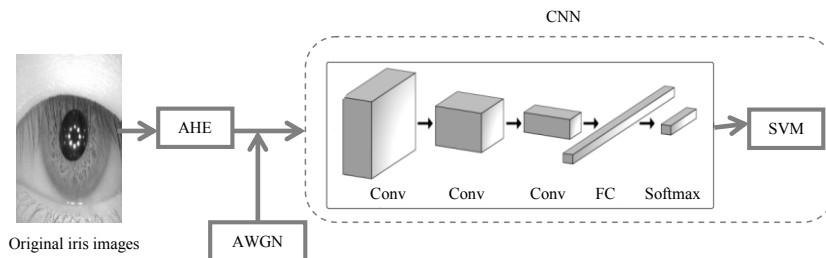 CNN
AHE
SVM
Conv Conv Conv FC Softmax
Original iris images
AWGN